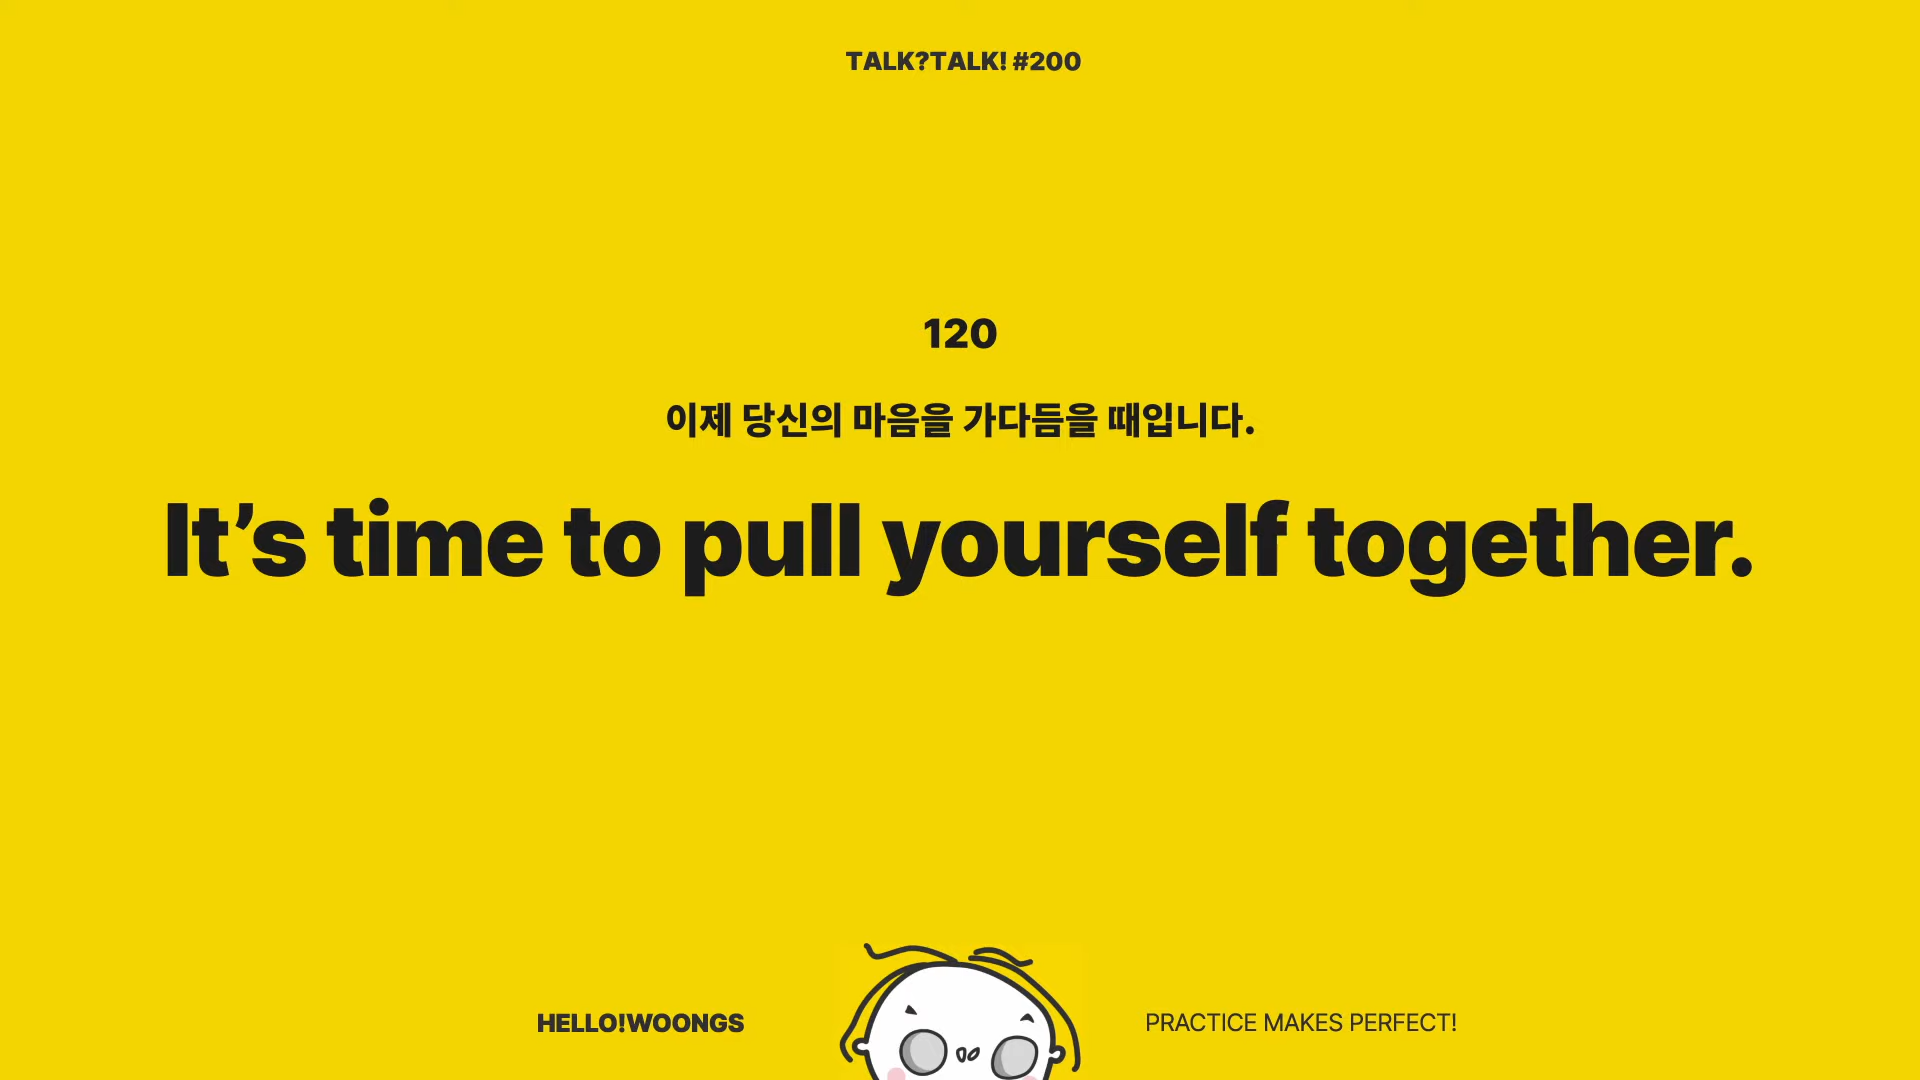 TALK?TALK! #200
120
이제 당신의 마음을 가다듬을 때입니다.
It’s time to pull yourself together.
HELLO!WOONGS
PRACTICE MAKES PERFECT!